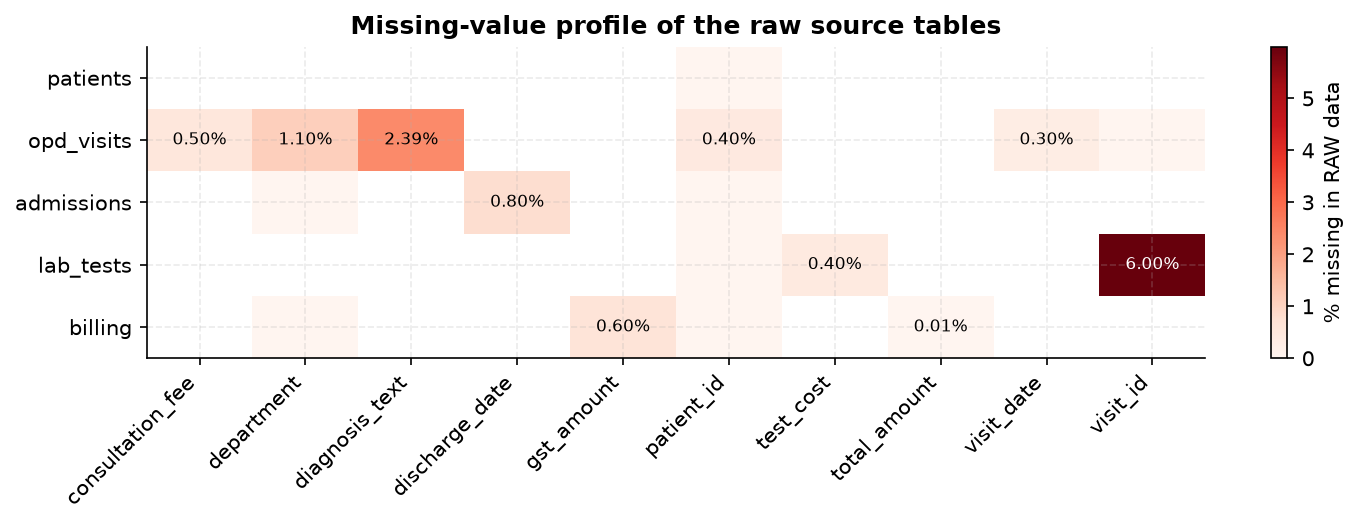 Missing-value profile of the raw source tables
patients
opd_visits
0.50%
1.10%
2.39%
0.40%
0.30%
admissions
0.80%
lab_tests
0.40%
6.00%
billing
0.60%
0.01%
consultation_fee
department
diagnosis_text
discharge_date
gst_amount
patient_id
test_cost
total_amount
visit_date
visit_id
5
4
3
2
1
0
% missing in RAW data